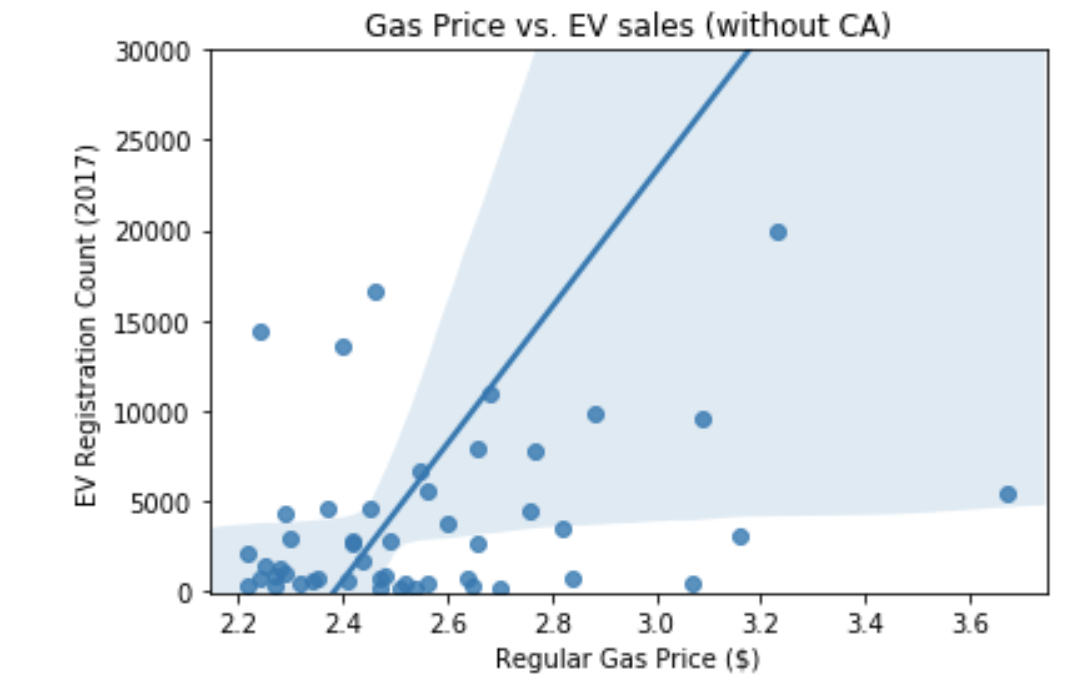 Gas Price vs. EV sales (without CA)
EV Registration Count (2017)
30000
25000
20000
15000
10000
5000
0
2.2 2.4 2.6 2.8 3.0 3.2 3.4 3.6
Regular Gas Price ($)